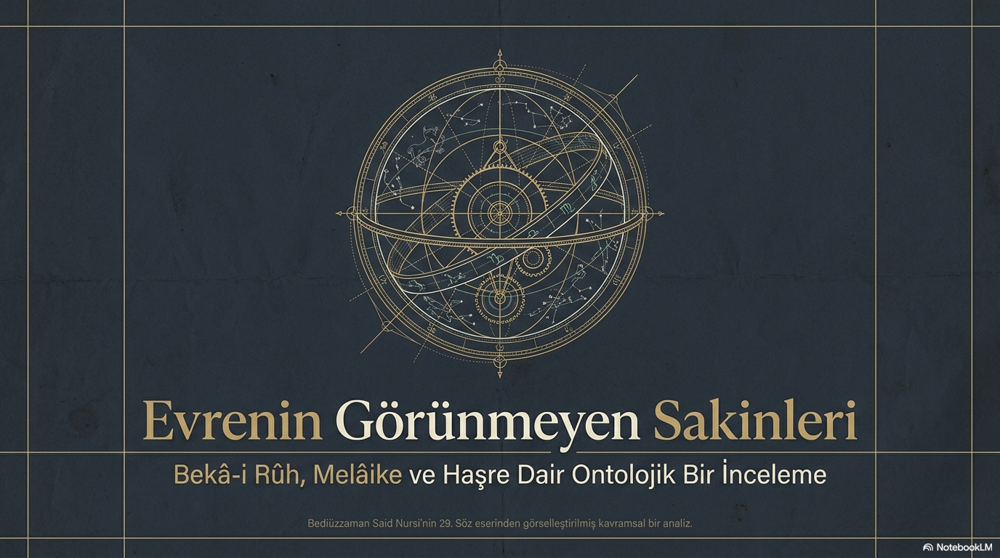 Evrenin Görünmeyen Sakinleri
Bekâ-i Rûh, Melâike ve Haşre Dair Ontolojik Bir İnceleme
Bediüzzaman Said Nursi'nin 29. Söz eserinden görselleştirilmiş kavramsal bir analiz.
NotebookLM